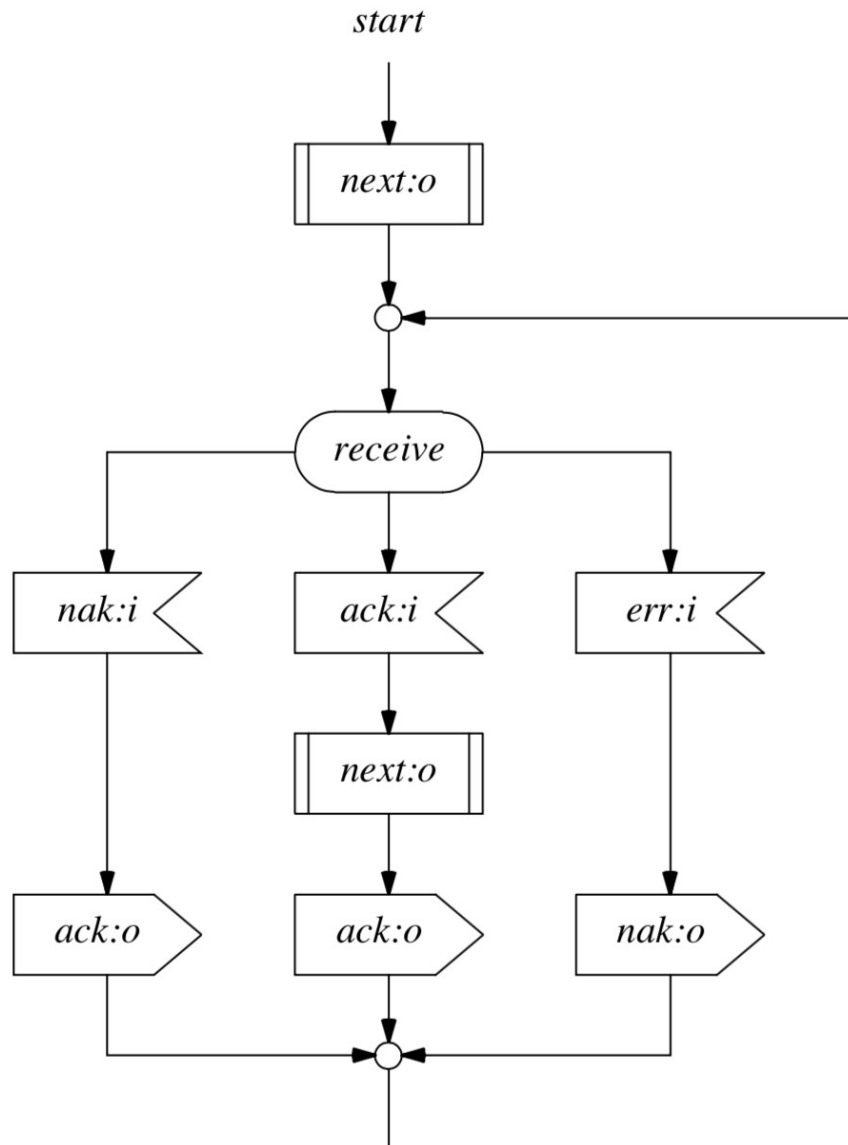 start
next:o
receive
nak:i
ack:i
err:i
next:o
ack:o
ack:o
nak:o